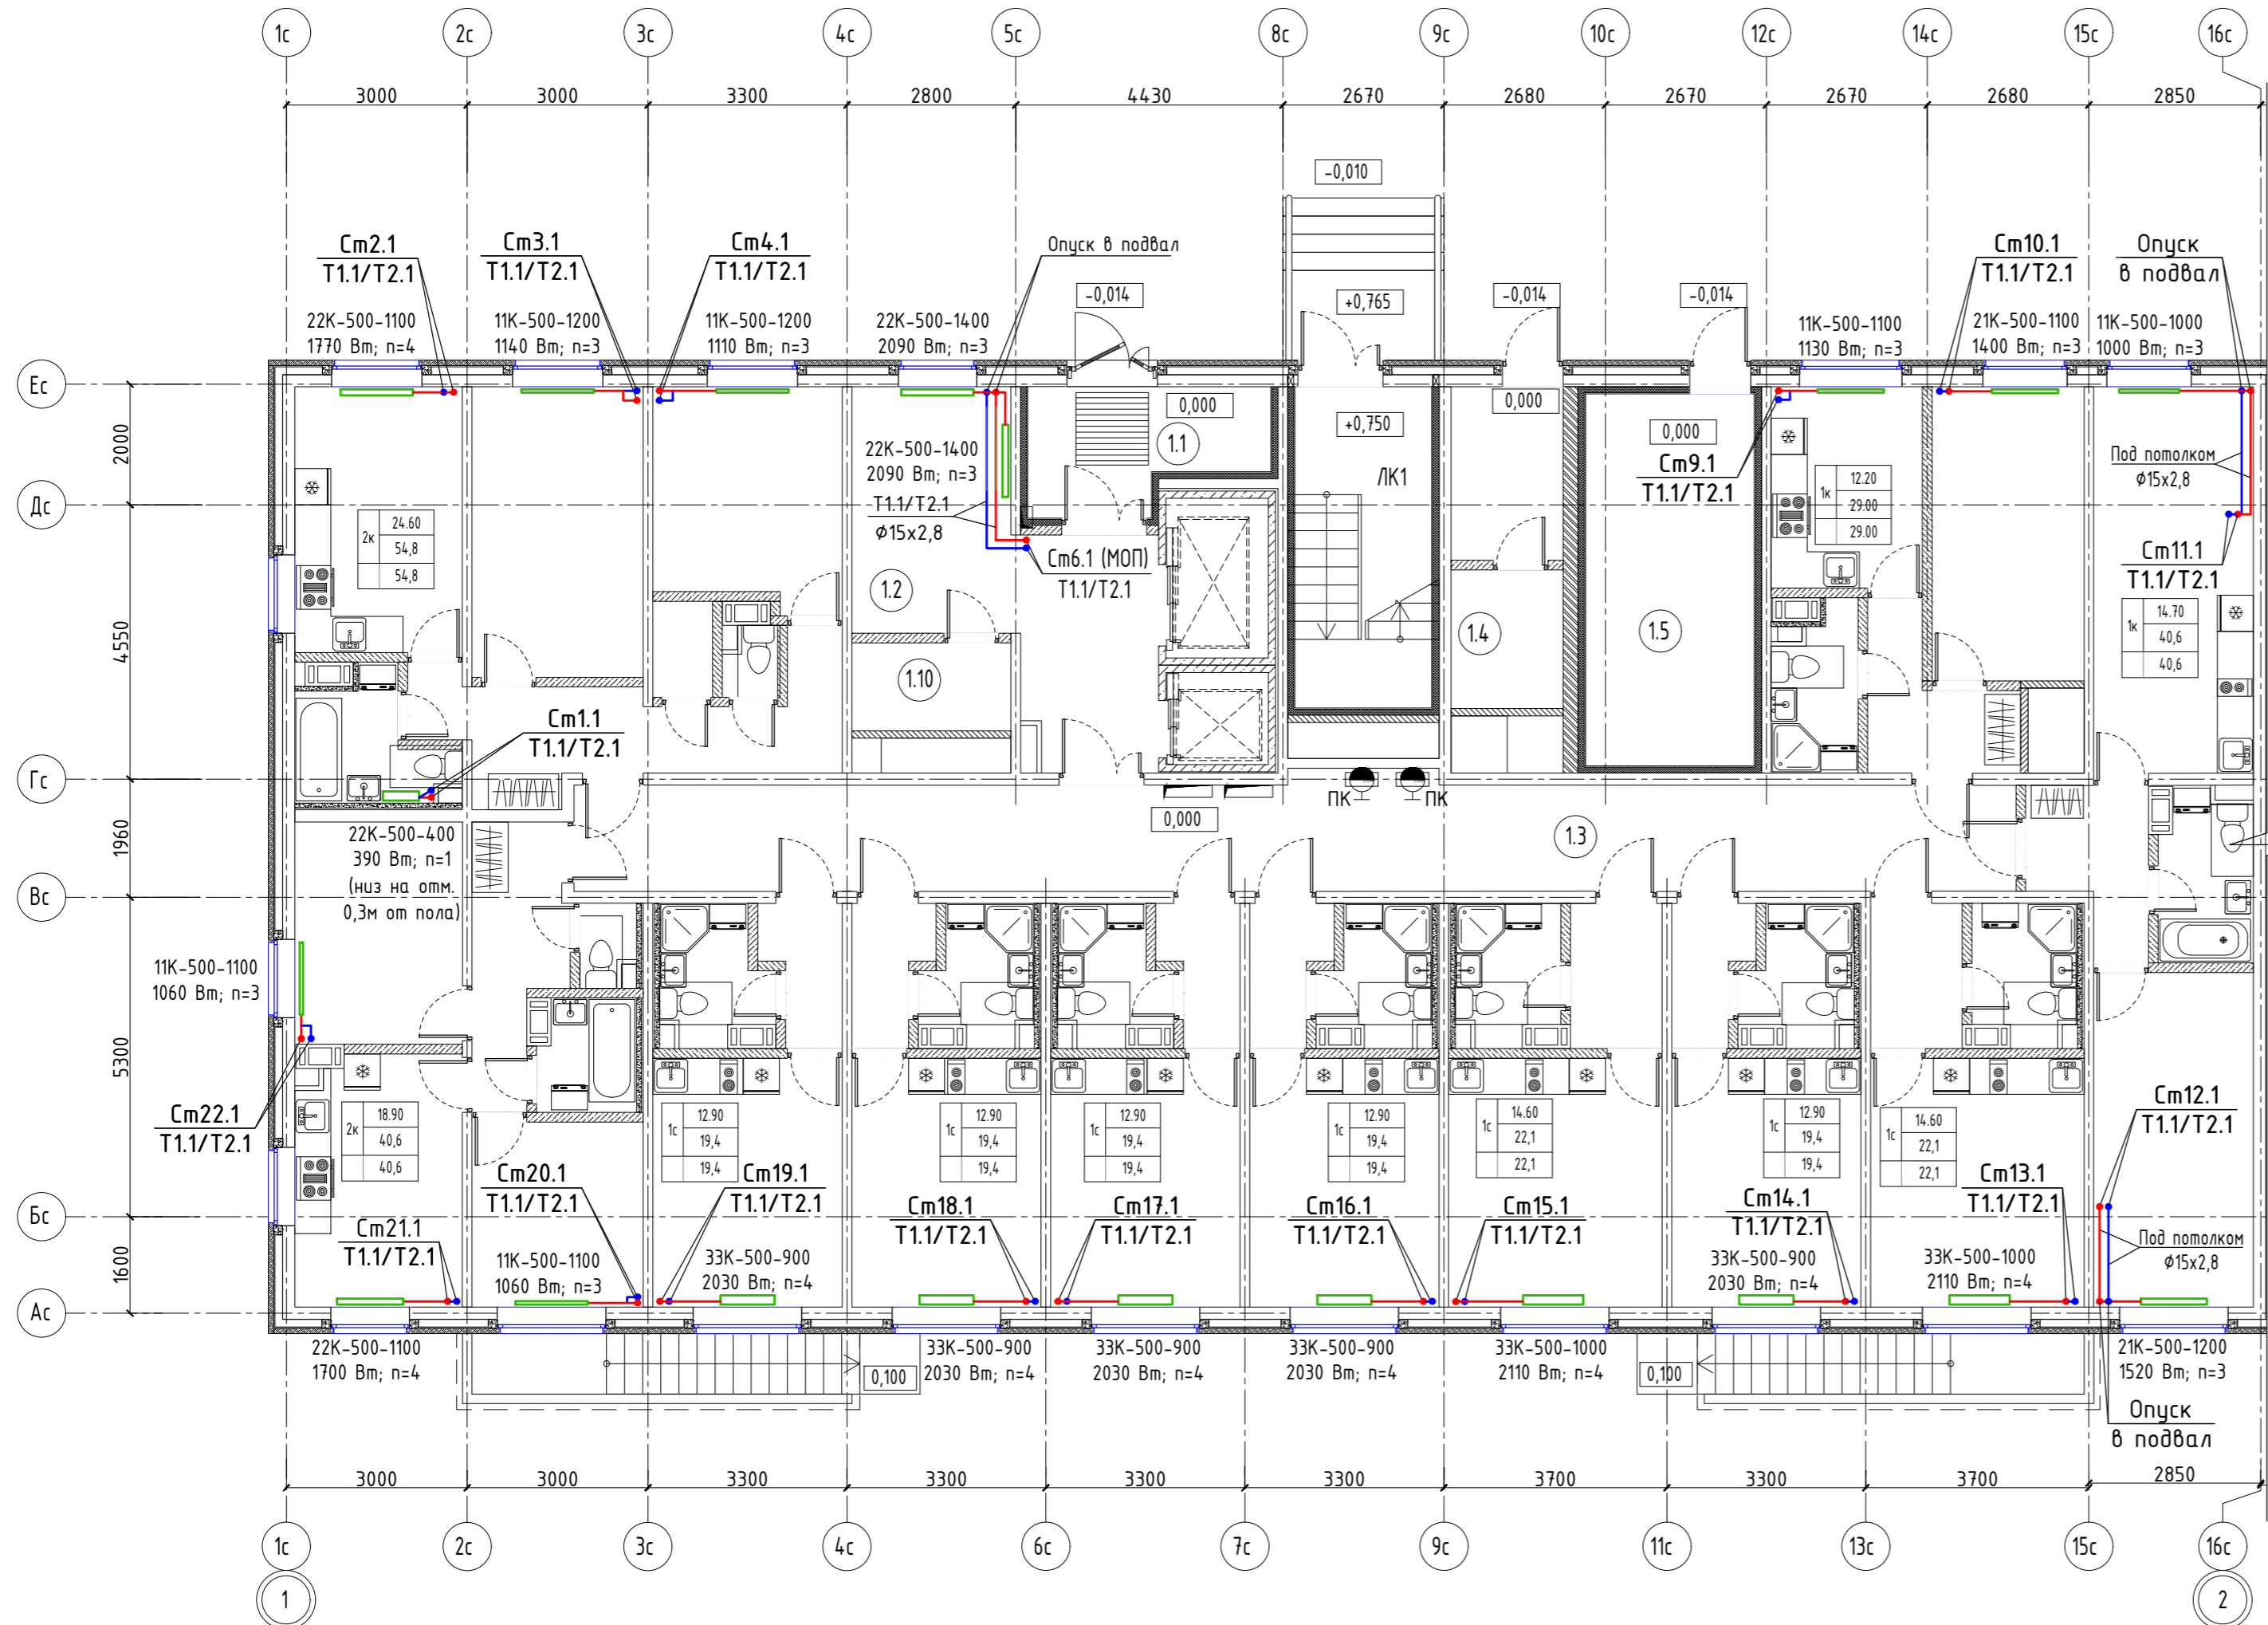 1с 2с 3с 4с 5с 8с 9с 10с 12с 14с 15с 16с
3000 3000 3300 2800 4430 2670 2680 2670 2670 2680 2850
-0,010
Ст2.1
Т1.1/Т2.1
Ст3.1
Т1.1/Т2.1
Ст4.1
Т1.1/Т2.1
Опуск в подвал
Ст10.1
Т1.1/Т2.1
Опуск
в подвал
-0,014
+0,765
-0,014
-0,014
22К-500-1100
1770 Вт; n=4
11К-500-1200
1140 Вт; n=3
11К-500-1200
1110 Вт; n=3
22К-500-1400
2090 Вт; n=3
11К-500-1100
1130 Вт; n=3
21К-500-1100
1400 Вт; n=3
11К-500-1000
1000 Вт; n=3
Ес
0,000
+0,750
0,000
0,000
2000
1.1
22К-500-1400
2090 Вт; n=3
Т1.1/Т2.1
ϕ15x2,8
ЛК1
Ст9.1
Т1.1/Т2.1
Под потолком
ϕ15x2,8
Дс
2к
24.60
54,8
54,8
1к
12.20
29.00
29.00
Ст6.1 (МОП)
Т1.1/Т2.1
Ст11.1
Т1.1/Т2.1
1.2
4550
1.4
1.5
1к
14.70
40,6
40,6
1.10
Ст1.1
Т1.1/Т2.1
Гс
ПК
ПК
0,000
1.3
1960
22К-500-400
390 Вт; n=1
(низ на отм.
0,3м от пола)
Вс
11К-500-1100
1060 Вт; n=3
5300
Ст22.1
Т1.1/Т2.1
2к
18.90
40,6
40,6
1с
12.90
19,4
19,4
1с
12.90
19,4
19,4
1с
12.90
19,4
19,4
1с
12.90
19,4
19,4
1с
14.60
22,1
22,1
1с
12.90
19,4
19,4
1с
14.60
22,1
22,1
Ст12.1
Т1.1/Т2.1
Бс
Ст21.1
Т1.1/Т2.1
Ст20.1
Т1.1/Т2.1
Ст19.1
Т1.1/Т2.1
Ст18.1
Т1.1/Т2.1
Ст17.1
Т1.1/Т2.1
Ст16.1
Т1.1/Т2.1
Ст15.1
Т1.1/Т2.1
Ст14.1
Т1.1/Т2.1
Ст13.1
Т1.1/Т2.1
Под потолком
ϕ15x2,8
1600
11К-500-1100
1060 Вт; n=3
33К-500-900
2030 Вт; n=4
33К-500-900
2030 Вт; n=4
33К-500-1000
2110 Вт; n=4
Ас
22К-500-1100
1700 Вт; n=4
0,100
33К-500-900
2030 Вт; n=4
33К-500-900
2030 Вт; n=4
33К-500-900
2030 Вт; n=4
33К-500-1000
2110 Вт; n=4
0,100
21К-500-1200
1520 Вт; n=3
Опуск
в подвал
3000 3000 3300 3300 3300 3300 3700 3300 3700 2850
1с 2с 3с 4с 6с 7с 9с 11с 13с 15с 16с
1 2